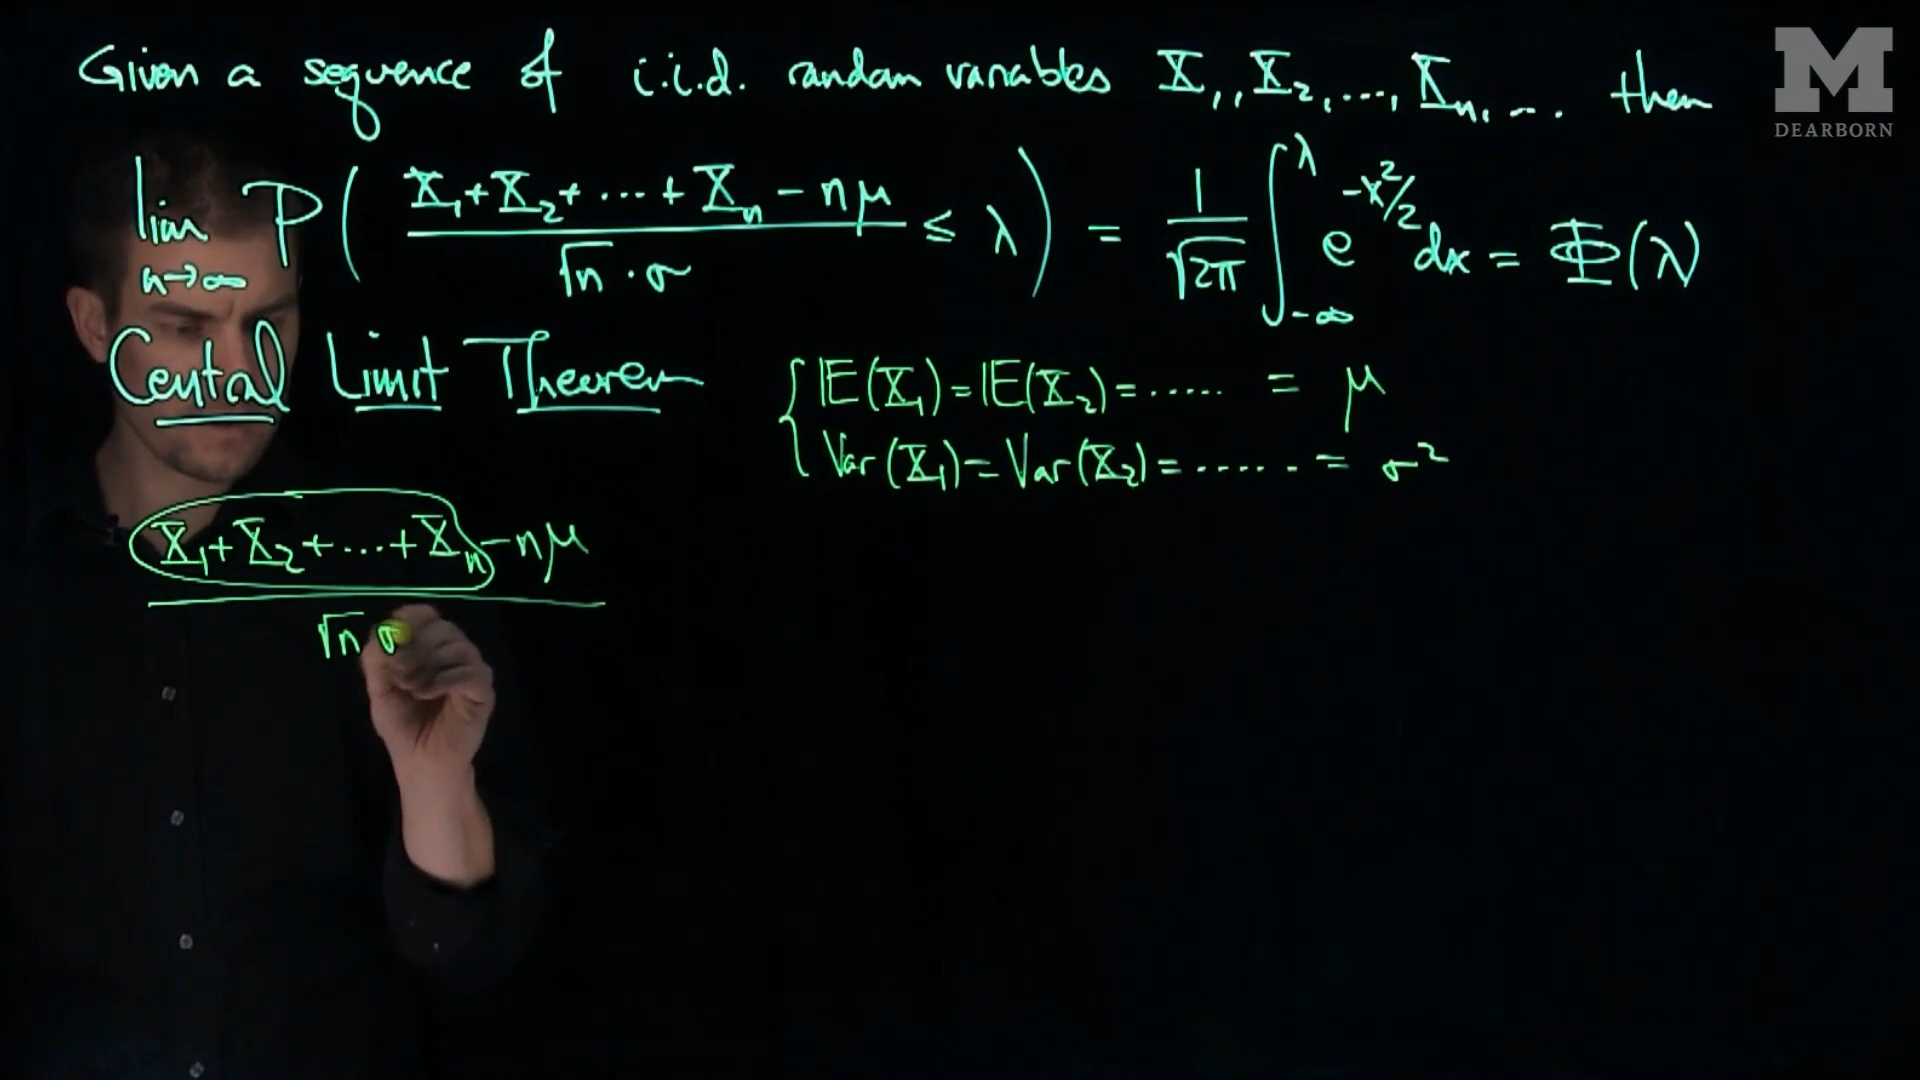 Given a sequence of i.i.d. random variables X₁, X₂, ..., Xₙ, ... then
M
DEARBORN
lim n→∞ P( (X₁+X₂+···+Xₙ - nμ) / (√n · σ) ≤ λ ) = 1/√2π ∫_{-∞}^{λ} e^{-x²/2} dx = Φ(λ)
Cental Limit Theorem
{ 𝔼(X₁) = 𝔼(X₂) = ······ = μ
Var(X₁) = Var(X₂) = ······ = σ²
X₁+X₂+···+Xₙ - nμ
√n σ